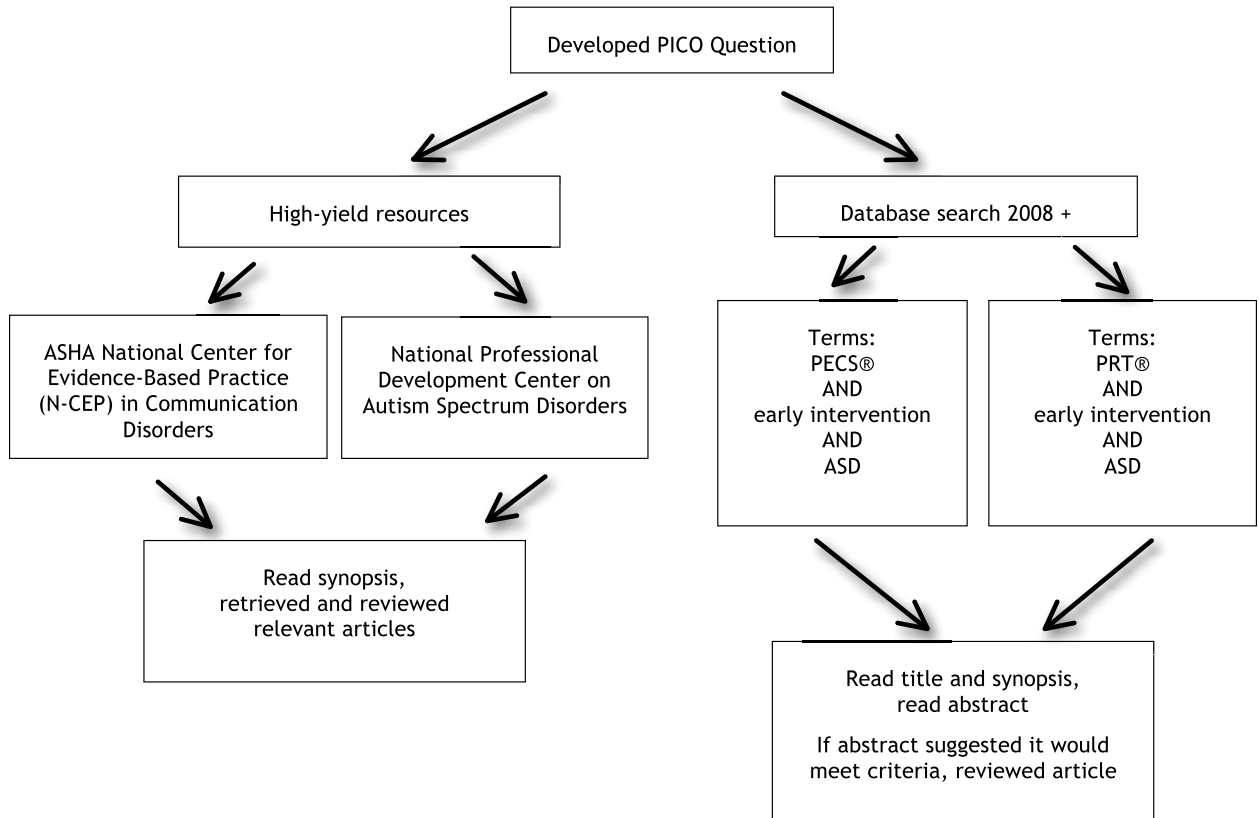 Developed PICO Question
High-yield resources
Database search 2008 +
ASHA National Center for
Evidence-Based Practice
(N-CEP) in Communication
Disorders
National Professional
Development Center on
Autism Spectrum Disorders
Terms:
PECS®
AND
early intervention
AND
ASD
Terms:
PRT®
AND
early intervention
AND
ASD
Read synopsis,
retrieved and reviewed
relevant articles
Read title and synopsis,
read abstract
If abstract suggested it would
meet criteria, reviewed article